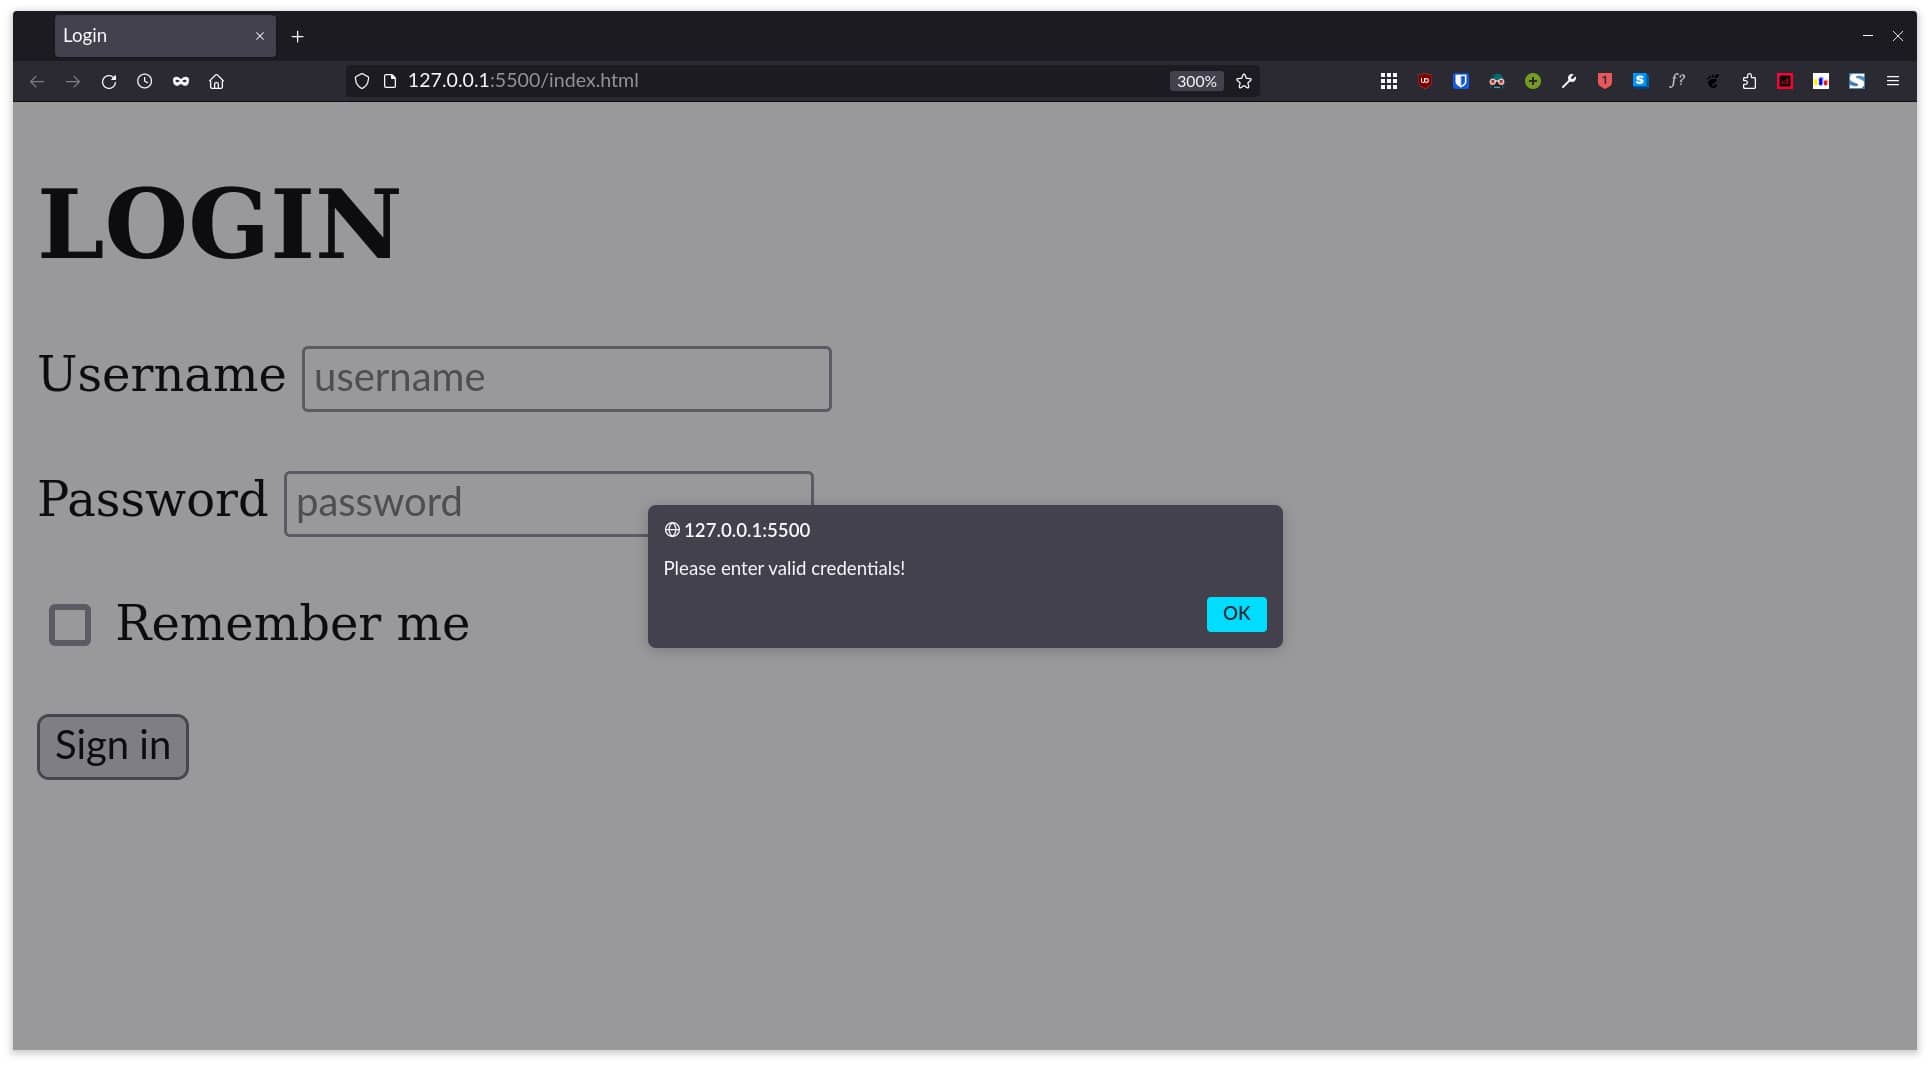 Login
127.0.0.1:5500/index.html
300%
LOGIN
Username username
Password password
127.0.0.1:5500
Please enter valid credentials!
OK
Remember me
Sign in